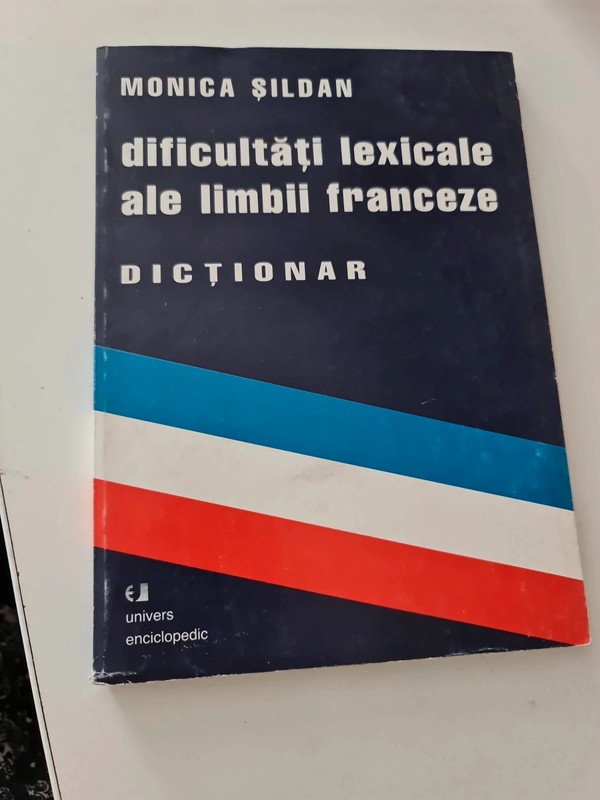 MONICA ȘILDAN
dificultăți lexicale
ale limbii franceze
DICȚIONAR
univers
enciclopedic